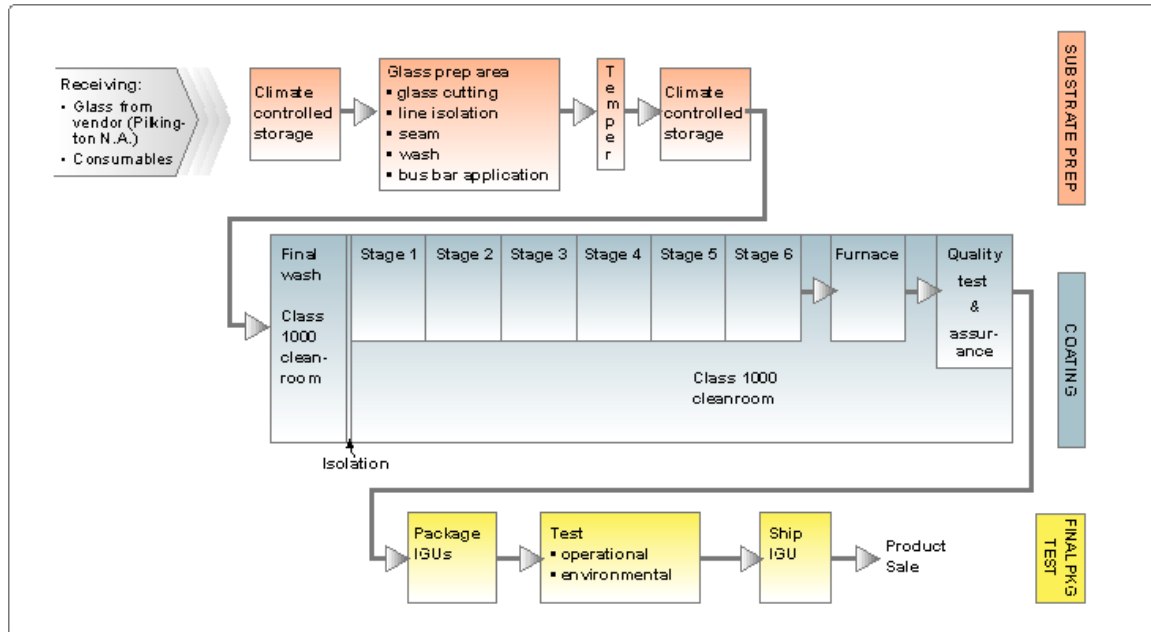 Receiving:
• Glass from
vendor (Pilking-
ton N.A.)
• Consumables
Climate
controlled
storage
Glass prep area
▪ glass cutting
▪ line isolation
▪ seam
▪ wash
▪ bus bar application
Temper
Climate
controlled
storage
SUBSTRATE PREP
Final
wash
Class
1000
clean-
room
Stage 1
Stage 2
Stage 3
Stage 4
Stage 5
Stage 6
Furnace
Quality
test
&
assur-
ance
Class 1000
cleanroom
Isolation
COATING
Package
IGUs
Test
▪ operational
▪ environmental
Ship
IGU
Product
Sale
FINAL PKG
TEST